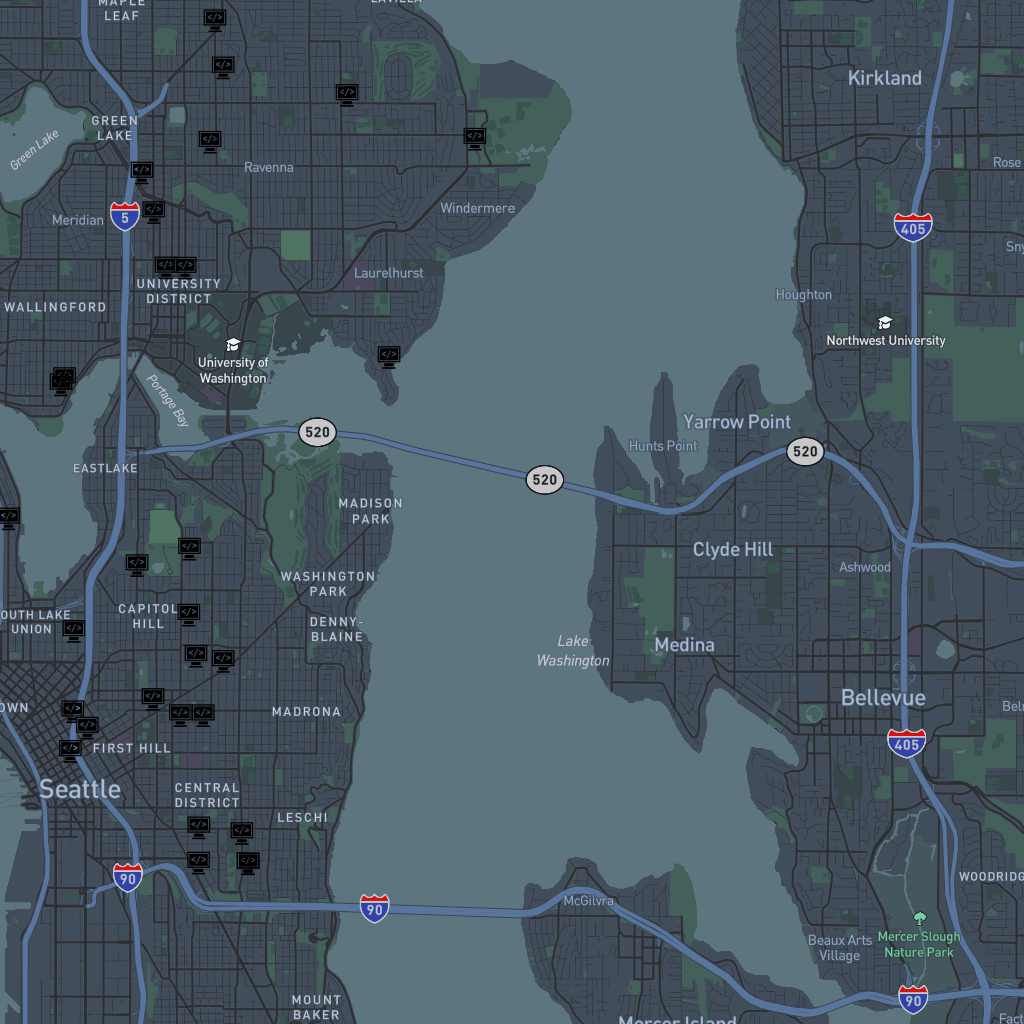 MAPLE
LEAF
Kirkland
GREEN
LAKE
Green Lake
Ravenna
Rose
Windermere
Meridian
5
405
Laurelhurst
UNIVERSITY
DISTRICT
Houghton
WALLINGFORD
Northwest University
University of
Washington
Portage Bay
520
Yarrow Point
Hunts Point
520
520
EASTLAKE
MADISON
PARK
Clyde Hill
Ashwood
WASHINGTON
PARK
CAPITOL
HILL
OUTH LAKE
UNION
DENNY-
BLAINE
Lake
Washington
Medina
Bellevue
OWN
MADRONA
FIRST HILL
405
Seattle
CENTRAL
DISTRICT
LESCHI
90
WOODRIDG
90
McGilvra
Mercer Slough
Nature Park
Beaux Arts
Village
90
MOUNT
BAKER
Mercer Island
Fact